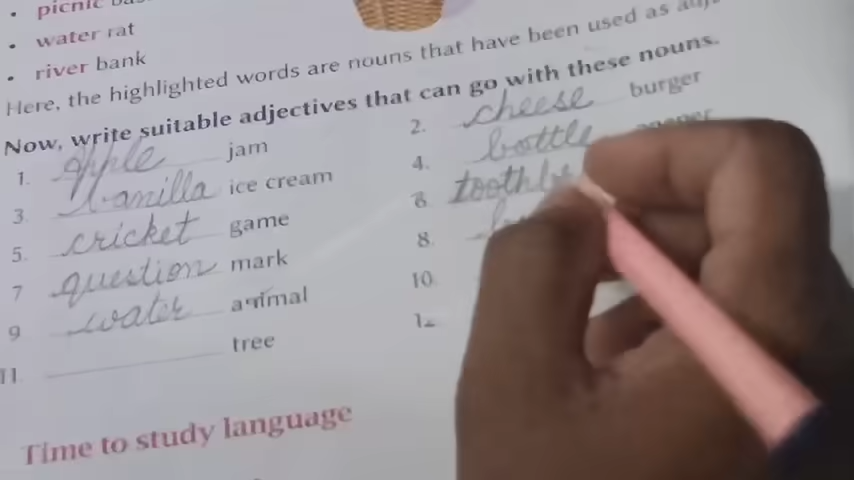 • picnic
• water rat
• river bank
Here, the highlighted words are nouns that have been used as
Now, write suitable adjectives that can go with these nouns.
1. apple jam
2. cheese burger
3. vanilla ice cream
4. bottle
5. cricket game
6.
7 question mark
8.
9 water animal
10.
11 tree
12
Time to study language